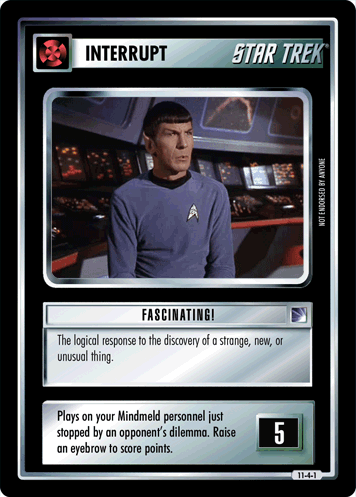 INTERRUPT
STAR TREK®
NOT ENDORSED BY ANYONE
FASCINATING!
The logical response to the discovery of a strange, new, or
unusual thing.
Plays on your Mindmeld personnel just
stopped by an opponent's dilemma. Raise
an eyebrow to score points.
5
11-4-1